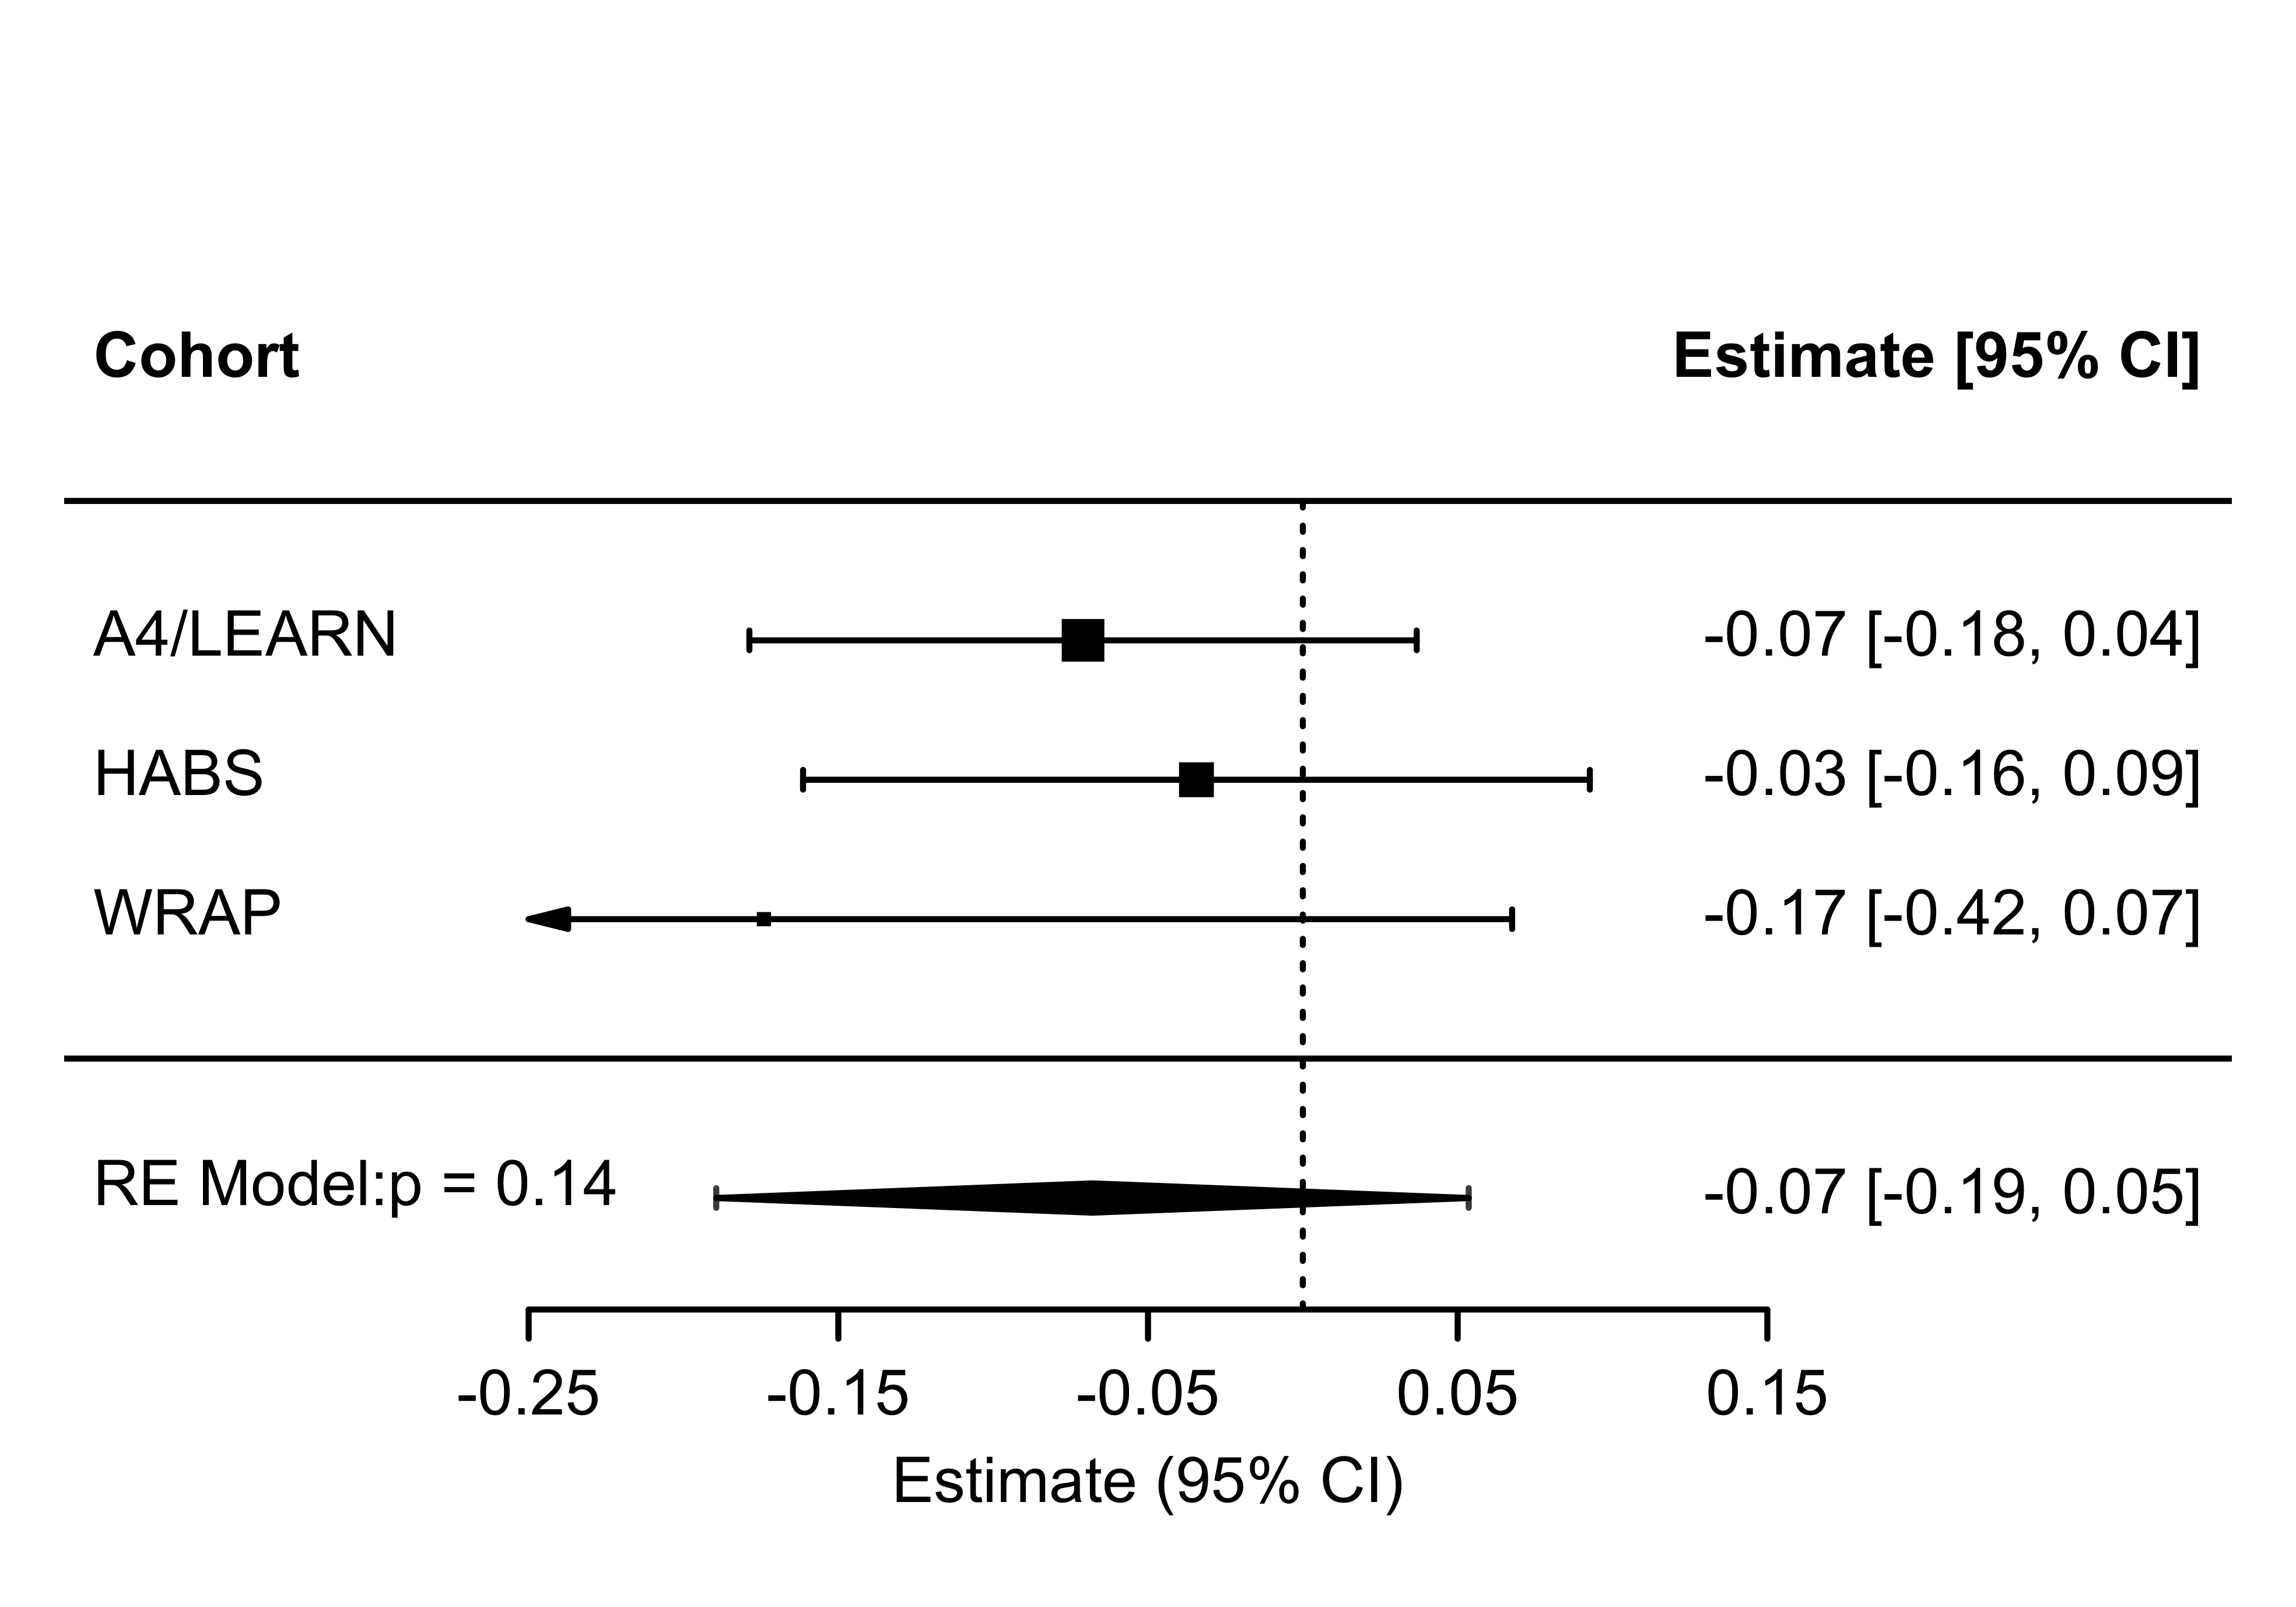 Cohort Estimate [95% CI]
A4/LEARN -0.07 [-0.18, 0.04]
HABS -0.03 [-0.16, 0.09]
WRAP -0.17 [-0.42, 0.07]
RE Model:p = 0.14 -0.07 [-0.19, 0.05]
-0.25 -0.15 -0.05 0.05 0.15
Estimate (95% CI)